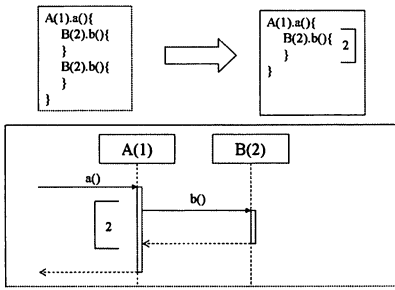 A(1).a(){
B(2).b(){
}
B(2).b(){
}
}
A(1).a(){
B(2).b(){
}
}
2
A(1)
B(2)
a()
b()
2